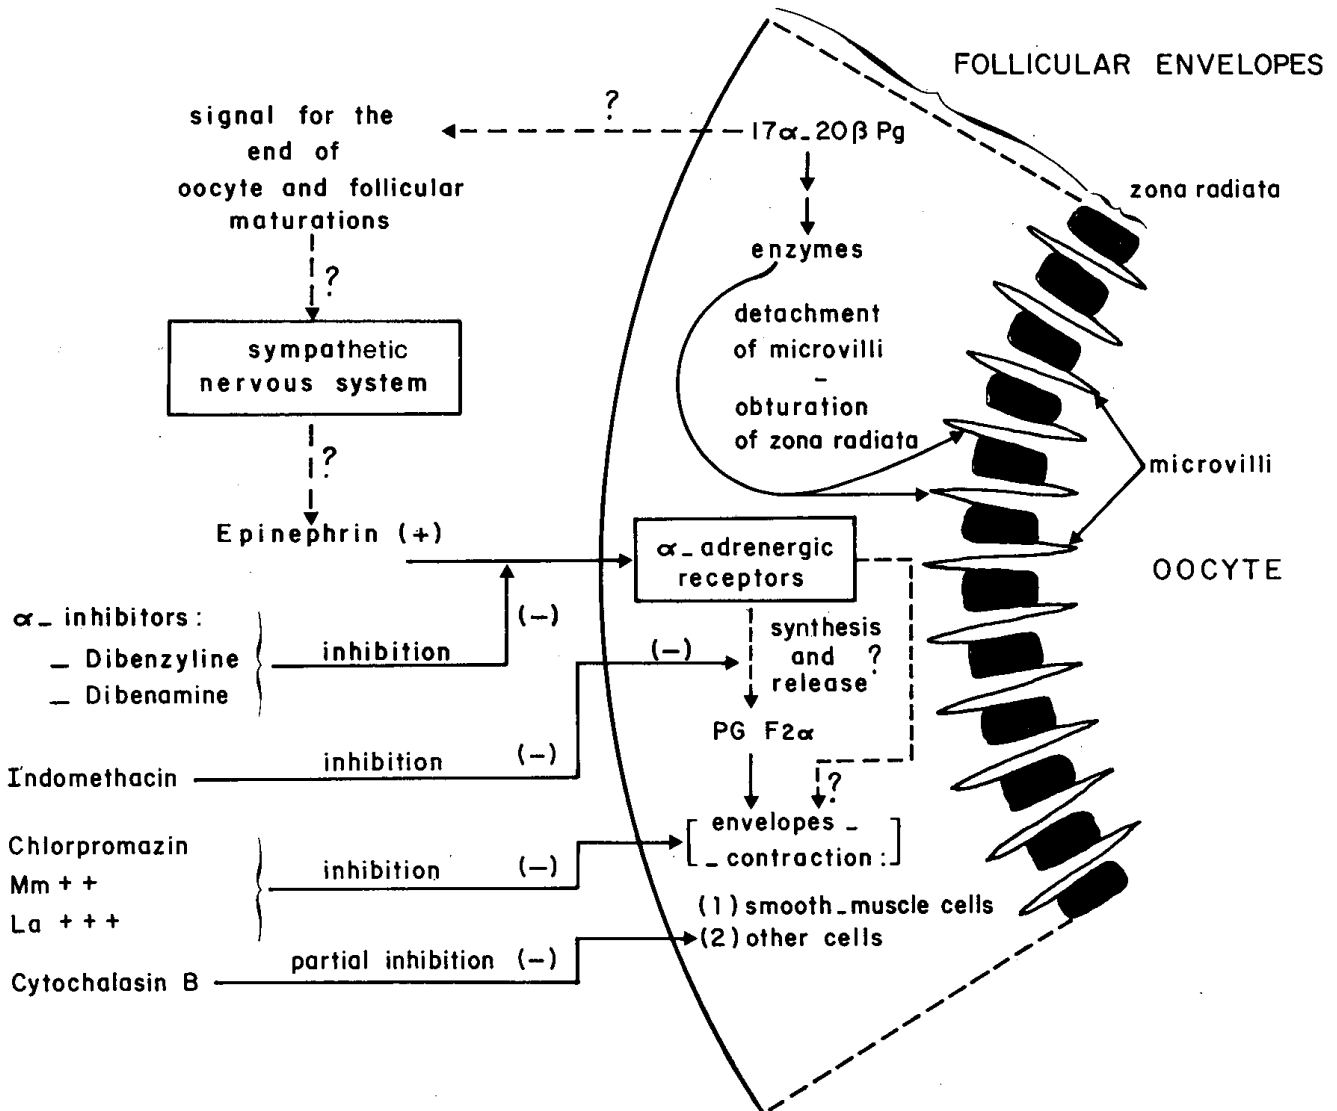 FOLLICULAR ENVELOPES
signal for the
end of
oocyte and follicular
maturations
?
17α_20β Pg
zona radiata
enzymes
?
sympathetic
nervous system
detachment
of microvilli
–
obturation
of zona radiata
microvilli
?
Epinephrin (+)
α_ adrenergic
receptors
OOCYTE
α_ inhibitors :
_ Dibenzyline
_ Dibenamine
inhibition
(–)
(–)
synthesis
and ?
release
PG F2α
Indomethacin
inhibition
(–)
?
envelopes _
_ contraction :
Chlorpromazin
Mm + +
La + + +
inhibition
(–)
(1) smooth_muscle cells
(2) other cells
Cytochalasin B
partial inhibition (–)